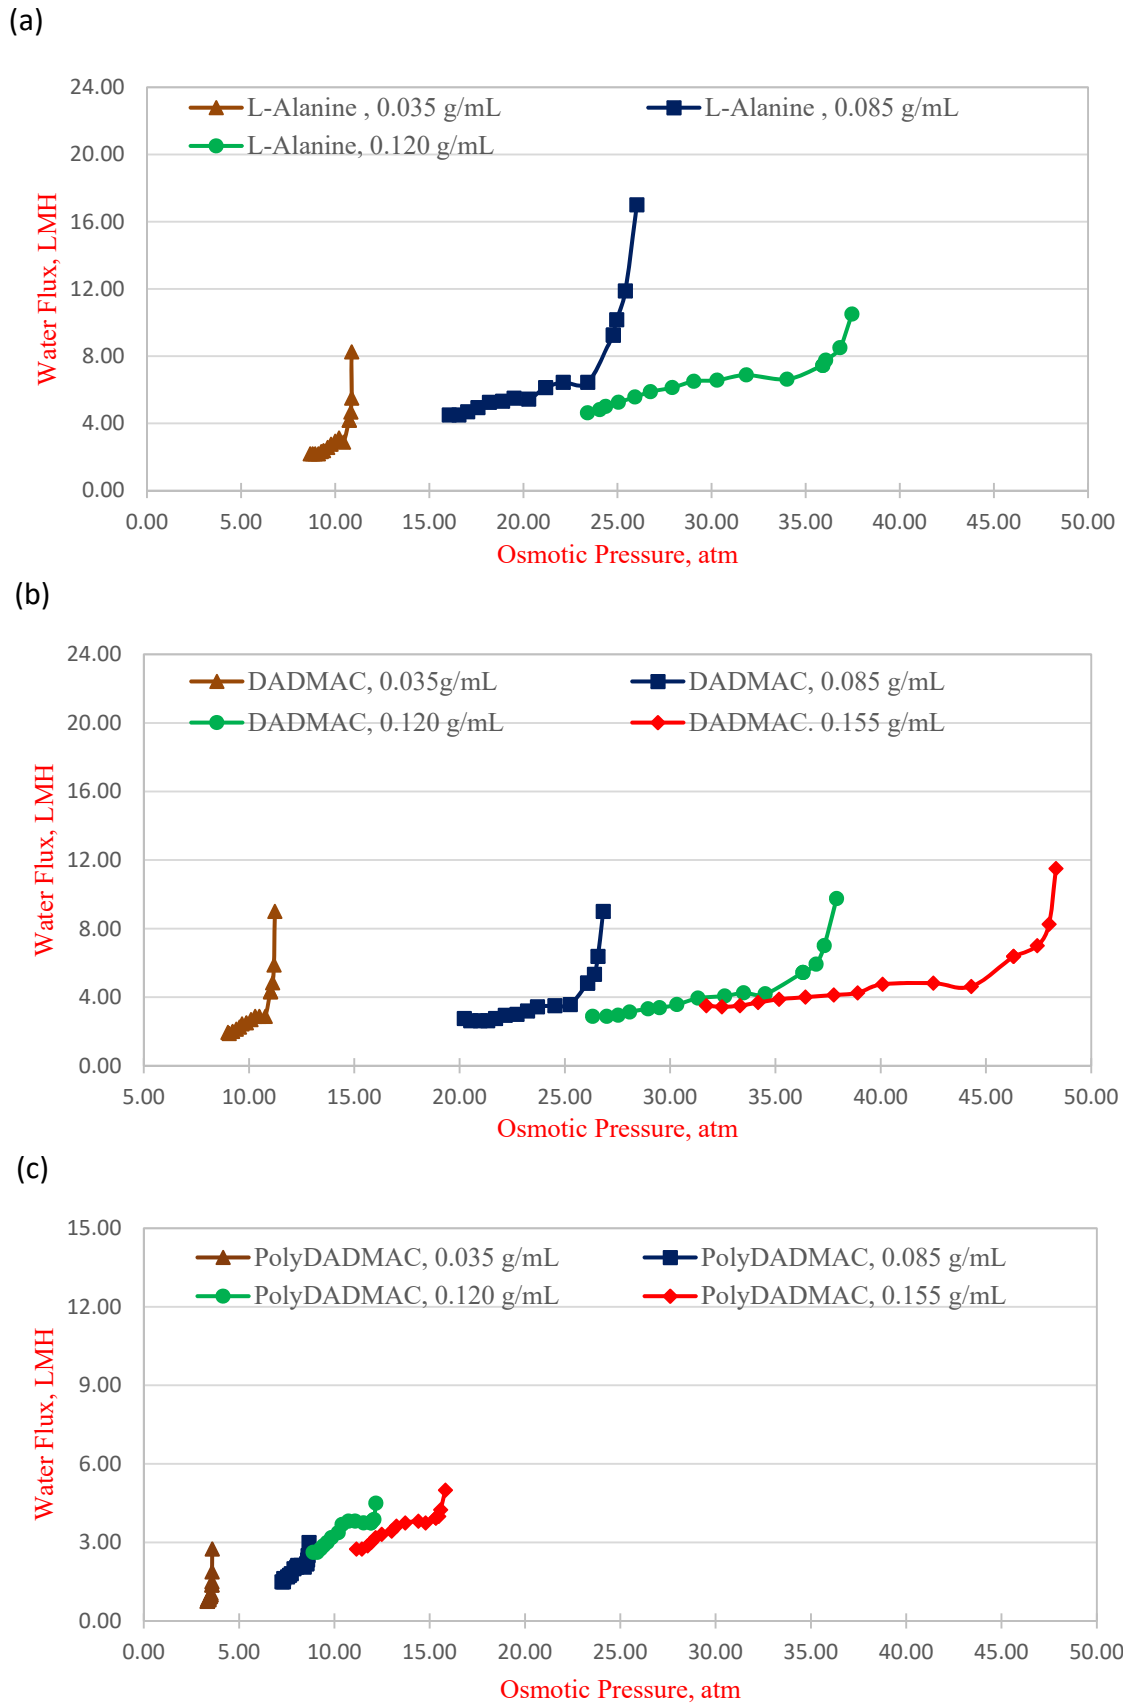 (a)
24.00
20.00
16.00
12.00
8.00
4.00
0.00
Water Flux, LMH
L-Alanine , 0.035 g/mL
L-Alanine , 0.085 g/mL
L-Alanine, 0.120 g/mL
0.00 5.00 10.00 15.00 20.00 25.00 30.00 35.00 40.00 45.00 50.00
Osmotic Pressure, atm
(b)
24.00
20.00
16.00
12.00
8.00
4.00
0.00
Water Flux, LMH
DADMAC, 0.035g/mL
DADMAC, 0.085 g/mL
DADMAC, 0.120 g/mL
DADMAC. 0.155 g/mL
5.00 10.00 15.00 20.00 25.00 30.00 35.00 40.00 45.00 50.00
Osmotic Pressure, atm
(c)
15.00
12.00
9.00
6.00
3.00
0.00
Water Flux, LMH
PolyDADMAC, 0.035 g/mL
PolyDADMAC, 0.085 g/mL
PolyDADMAC, 0.120 g/mL
PolyDADMAC, 0.155 g/mL
0.00 5.00 10.00 15.00 20.00 25.00 30.00 35.00 40.00 45.00 50.00
Osmotic Pressure, atm